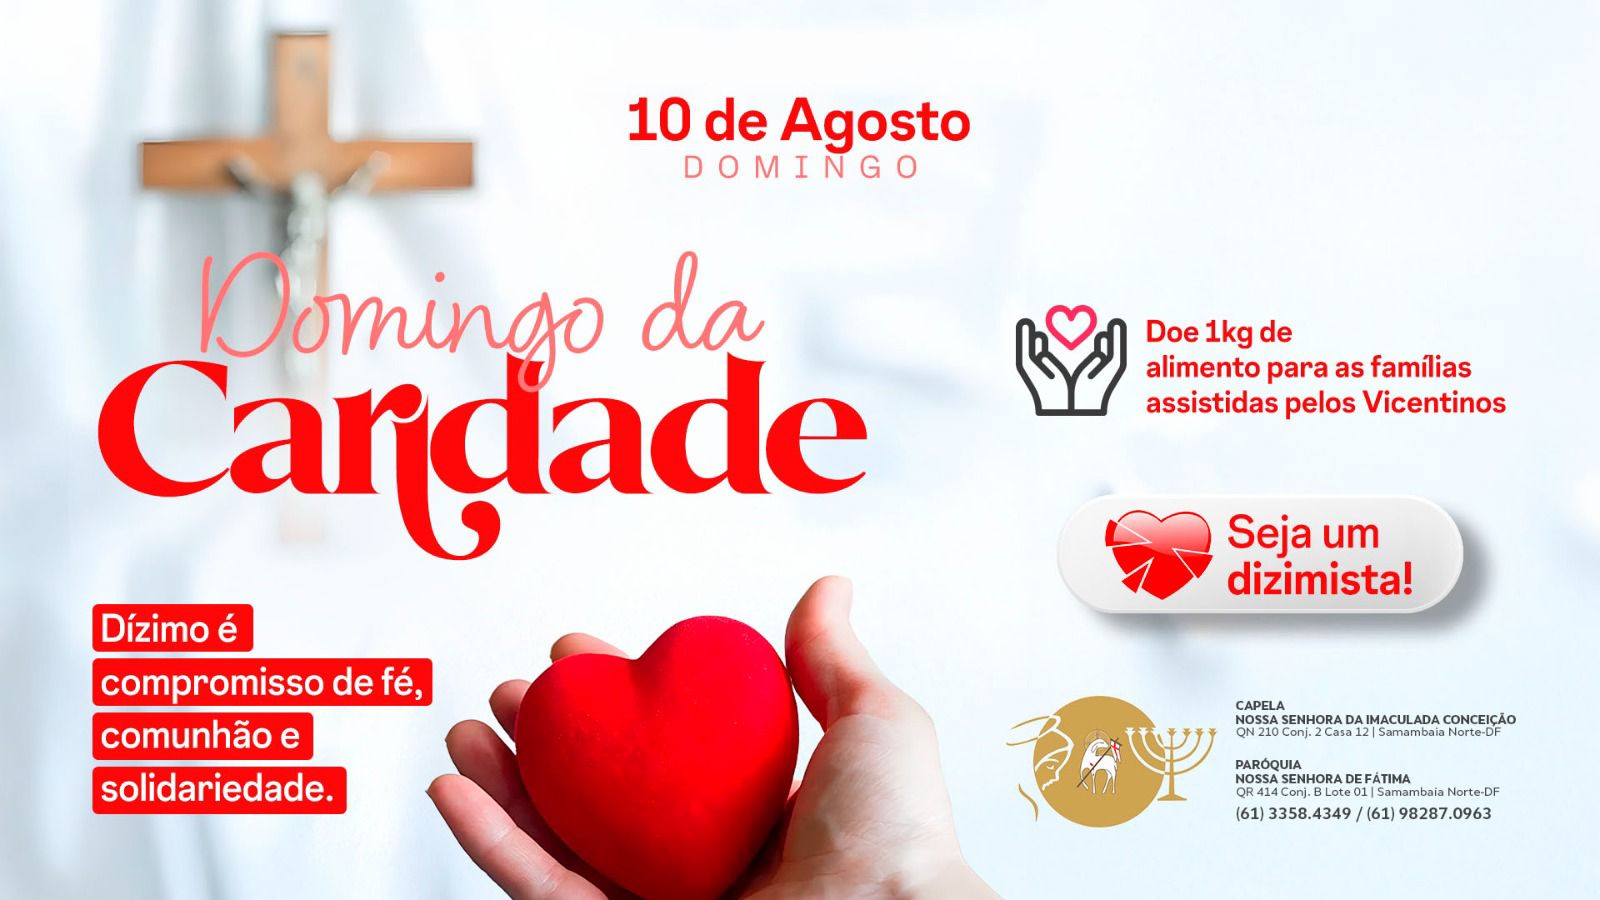 10 de Agosto
DOMINGO
Domingo da
Caridade
Doe 1kg de
alimento para as famílias
assistidas pelos Vicentinos
Seja um
dizimista!
Dízimo é
compromisso de fé,
comunhão e
solidariedade.
CAPELA
NOSSA SENHORA DA IMACULADA CONCEIÇÃO
QN 210 Conj. 2 Casa 12 | Samambaia Norte-DF
PARÓQUIA
NOSSA SENHORA DE FÁTIMA
QR 414 Conj. B Lote 01 | Samambaia Norte-DF
(61) 3358.4349 / (61) 98287.0963